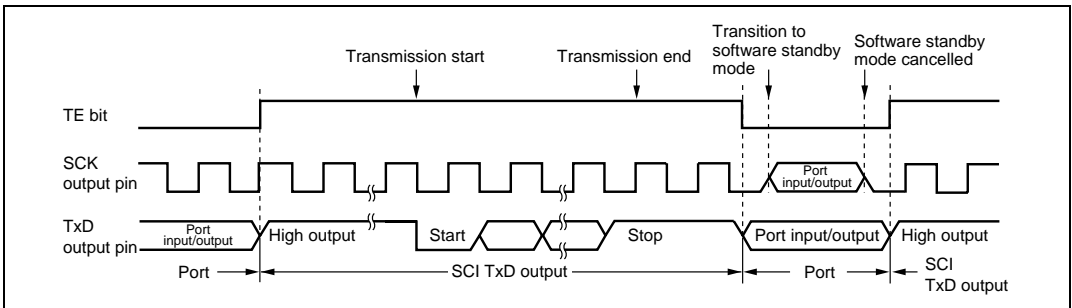 Transmission start
Transmission end
Transition to
software standby
mode
Software standby
mode cancelled
TE bit
SCK
output pin
Port
input/output
TxD
output pin
Port
input/output
High output
Start
Stop
Port input/output
High output
Port
SCI TxD output
Port
SCI
TxD output